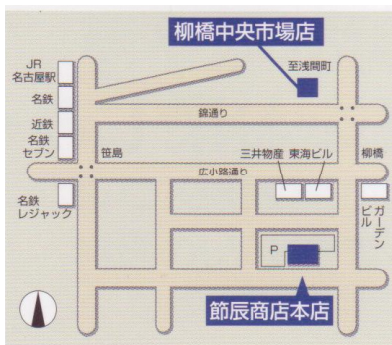 柳橋中央市場店
JR
名古屋駅
至浅間町
名鉄
近鉄
錦通り
名鉄
セブン
笹島
三井物産
東海ビル
柳橋
広小路通り
名鉄
レジャック
ガーデン
ビル
P
節辰商店本店